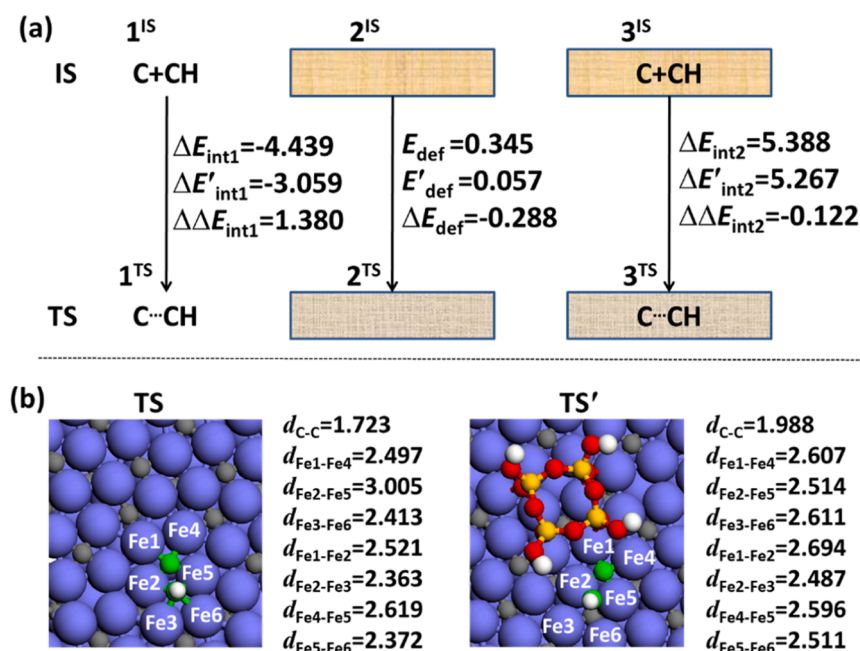 (a)
1IS 2IS 3IS
IS C+CH C+CH
ΔEint1=-4.439 Edef =0.345 ΔEint2=5.388
ΔE′int1=-3.059 E′def =0.057 ΔE′int2=5.267
ΔΔEint1=1.380 ΔEdef=-0.288 ΔΔEint2=-0.122
1TS 2TS 3TS
TS C···CH C···CH
(b) TS TS′
dC-C=1.723
dFe1-Fe4=2.497
dFe2-Fe5=3.005
dFe3-Fe6=2.413
dFe1-Fe2=2.521
dFe2-Fe3=2.363
dFe4-Fe5=2.619
dFe5-Fe6=2.372
Fe1 Fe4
Fe2 Fe5
Fe3 Fe6
dC-C=1.988
dFe1-Fe4=2.607
dFe2-Fe5=2.514
dFe3-Fe6=2.611
dFe1-Fe2=2.694
dFe2-Fe3=2.487
dFe4-Fe5=2.596
dFe5-Fe6=2.511
Fe1 Fe4
Fe2 Fe5
Fe3 Fe6